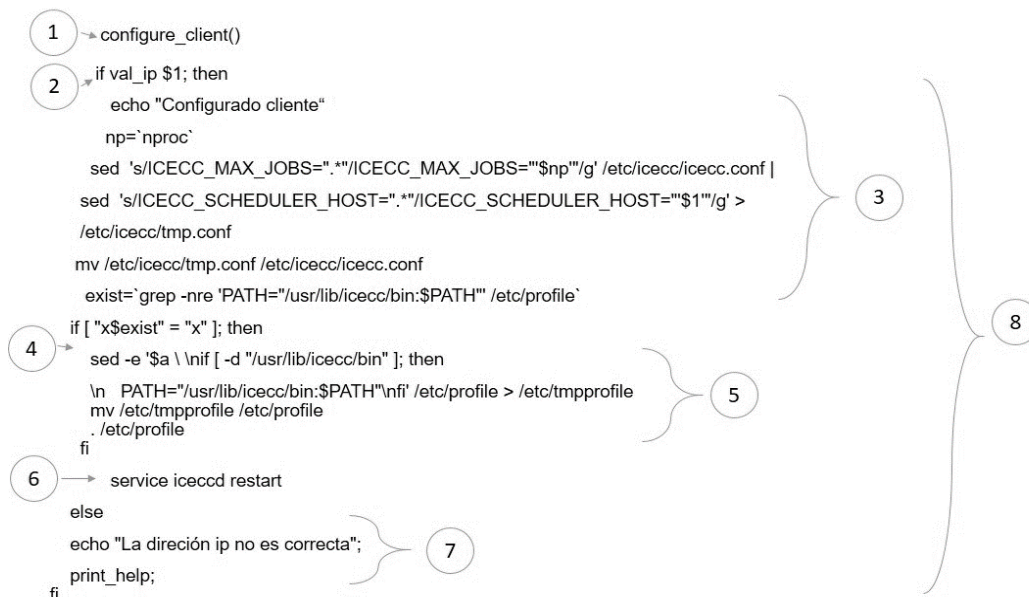 1 configure_client()
2 if val_ip $1; then
echo "Configurado cliente“
np=`nproc`
sed 's/ICECC_MAX_JOBS=".*"/ICECC_MAX_JOBS="'$np'"/g' /etc/icecc/icecc.conf |
sed 's/ICECC_SCHEDULER_HOST=".*"/ICECC_SCHEDULER_HOST="'$1'"/g' >
3
/etc/icecc/tmp.conf
mv /etc/icecc/tmp.conf /etc/icecc/icecc.conf
exist=`grep -nre 'PATH="/usr/lib/icecc/bin:$PATH"' /etc/profile`
8
if [ "x$exist" = "x" ]; then
4
sed -e '$a \ \nif [ -d "/usr/lib/icecc/bin" ]; then
\n PATH="/usr/lib/icecc/bin:$PATH"\nfi' /etc/profile > /etc/tmpprofile
5
mv /etc/tmpprofile /etc/profile
. /etc/profile
fi
6 service iceccd restart
else
echo "La direción ip no es correcta";
7
print_help;
fi